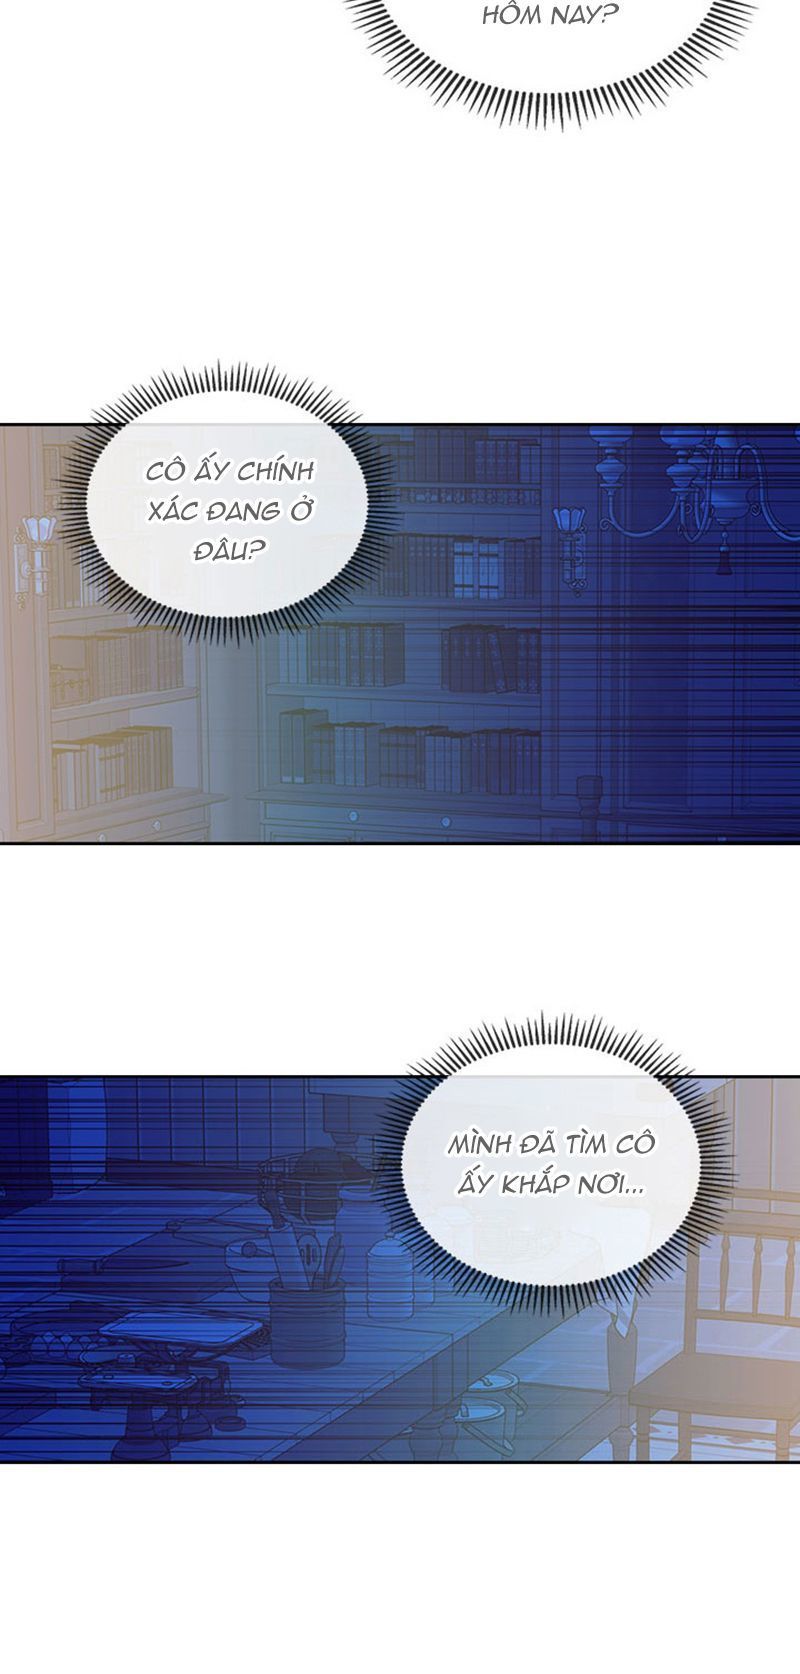 HÔM NAY?
CÔ ẤY CHÍNH
XÁC ĐANG Ở
ĐÂU?
MÌNH ĐÃ TÌM CÔ
ẤY KHẮP NƠI...